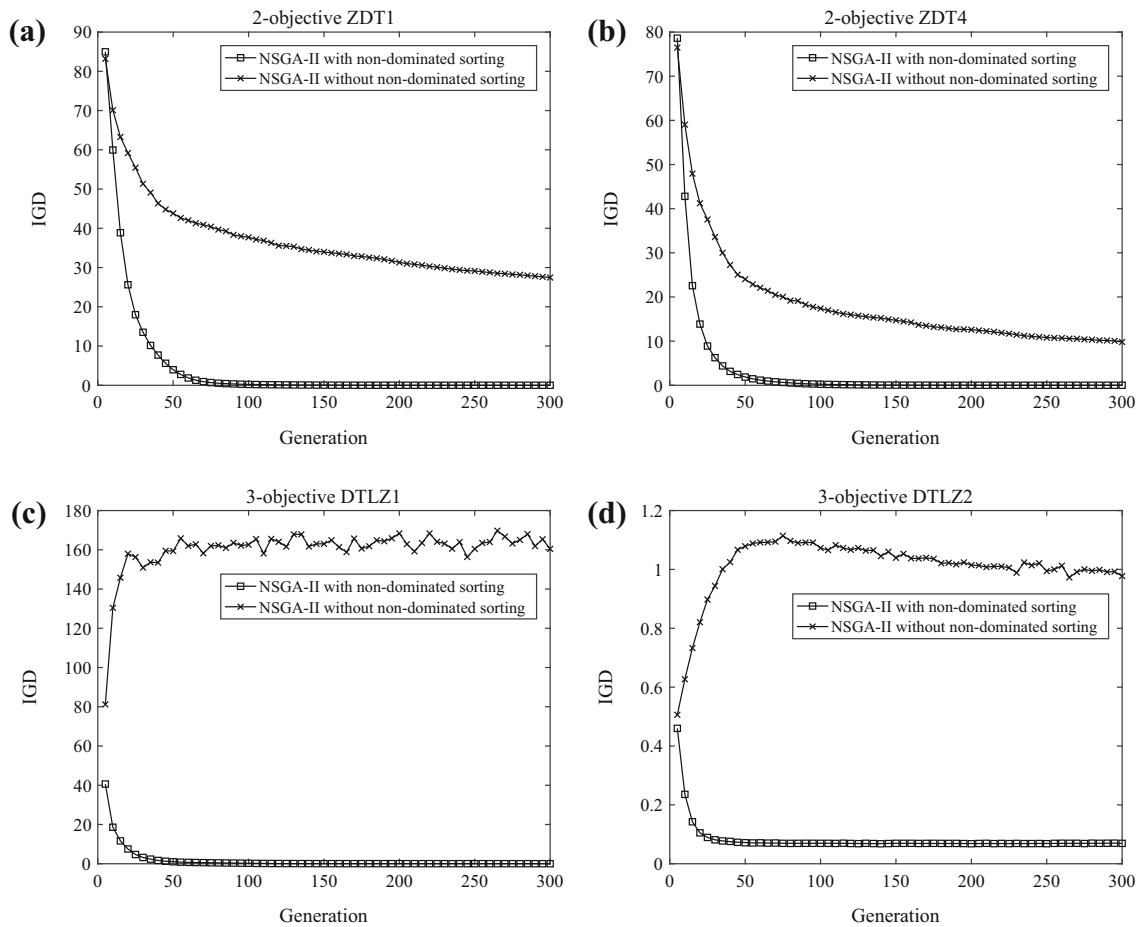 (a)
2-objective ZDT1
90
80
70
60
50
40
30
20
10
0
IGD
NSGA-II with non-dominated sorting
NSGA-II without non-dominated sorting
0 50 100 150 200 250 300
Generation
(b)
2-objective ZDT4
80
70
60
50
40
30
20
10
0
IGD
NSGA-II with non-dominated sorting
NSGA-II without non-dominated sorting
0 50 100 150 200 250 300
Generation
(c)
3-objective DTLZ1
180
160
140
120
100
80
60
40
20
0
IGD
NSGA-II with non-dominated sorting
NSGA-II without non-dominated sorting
0 50 100 150 200 250 300
Generation
(d)
3-objective DTLZ2
1.2
1
0.8
0.6
0.4
0.2
0
IGD
NSGA-II with non-dominated sorting
NSGA-II without non-dominated sorting
0 50 100 150 200 250 300
Generation